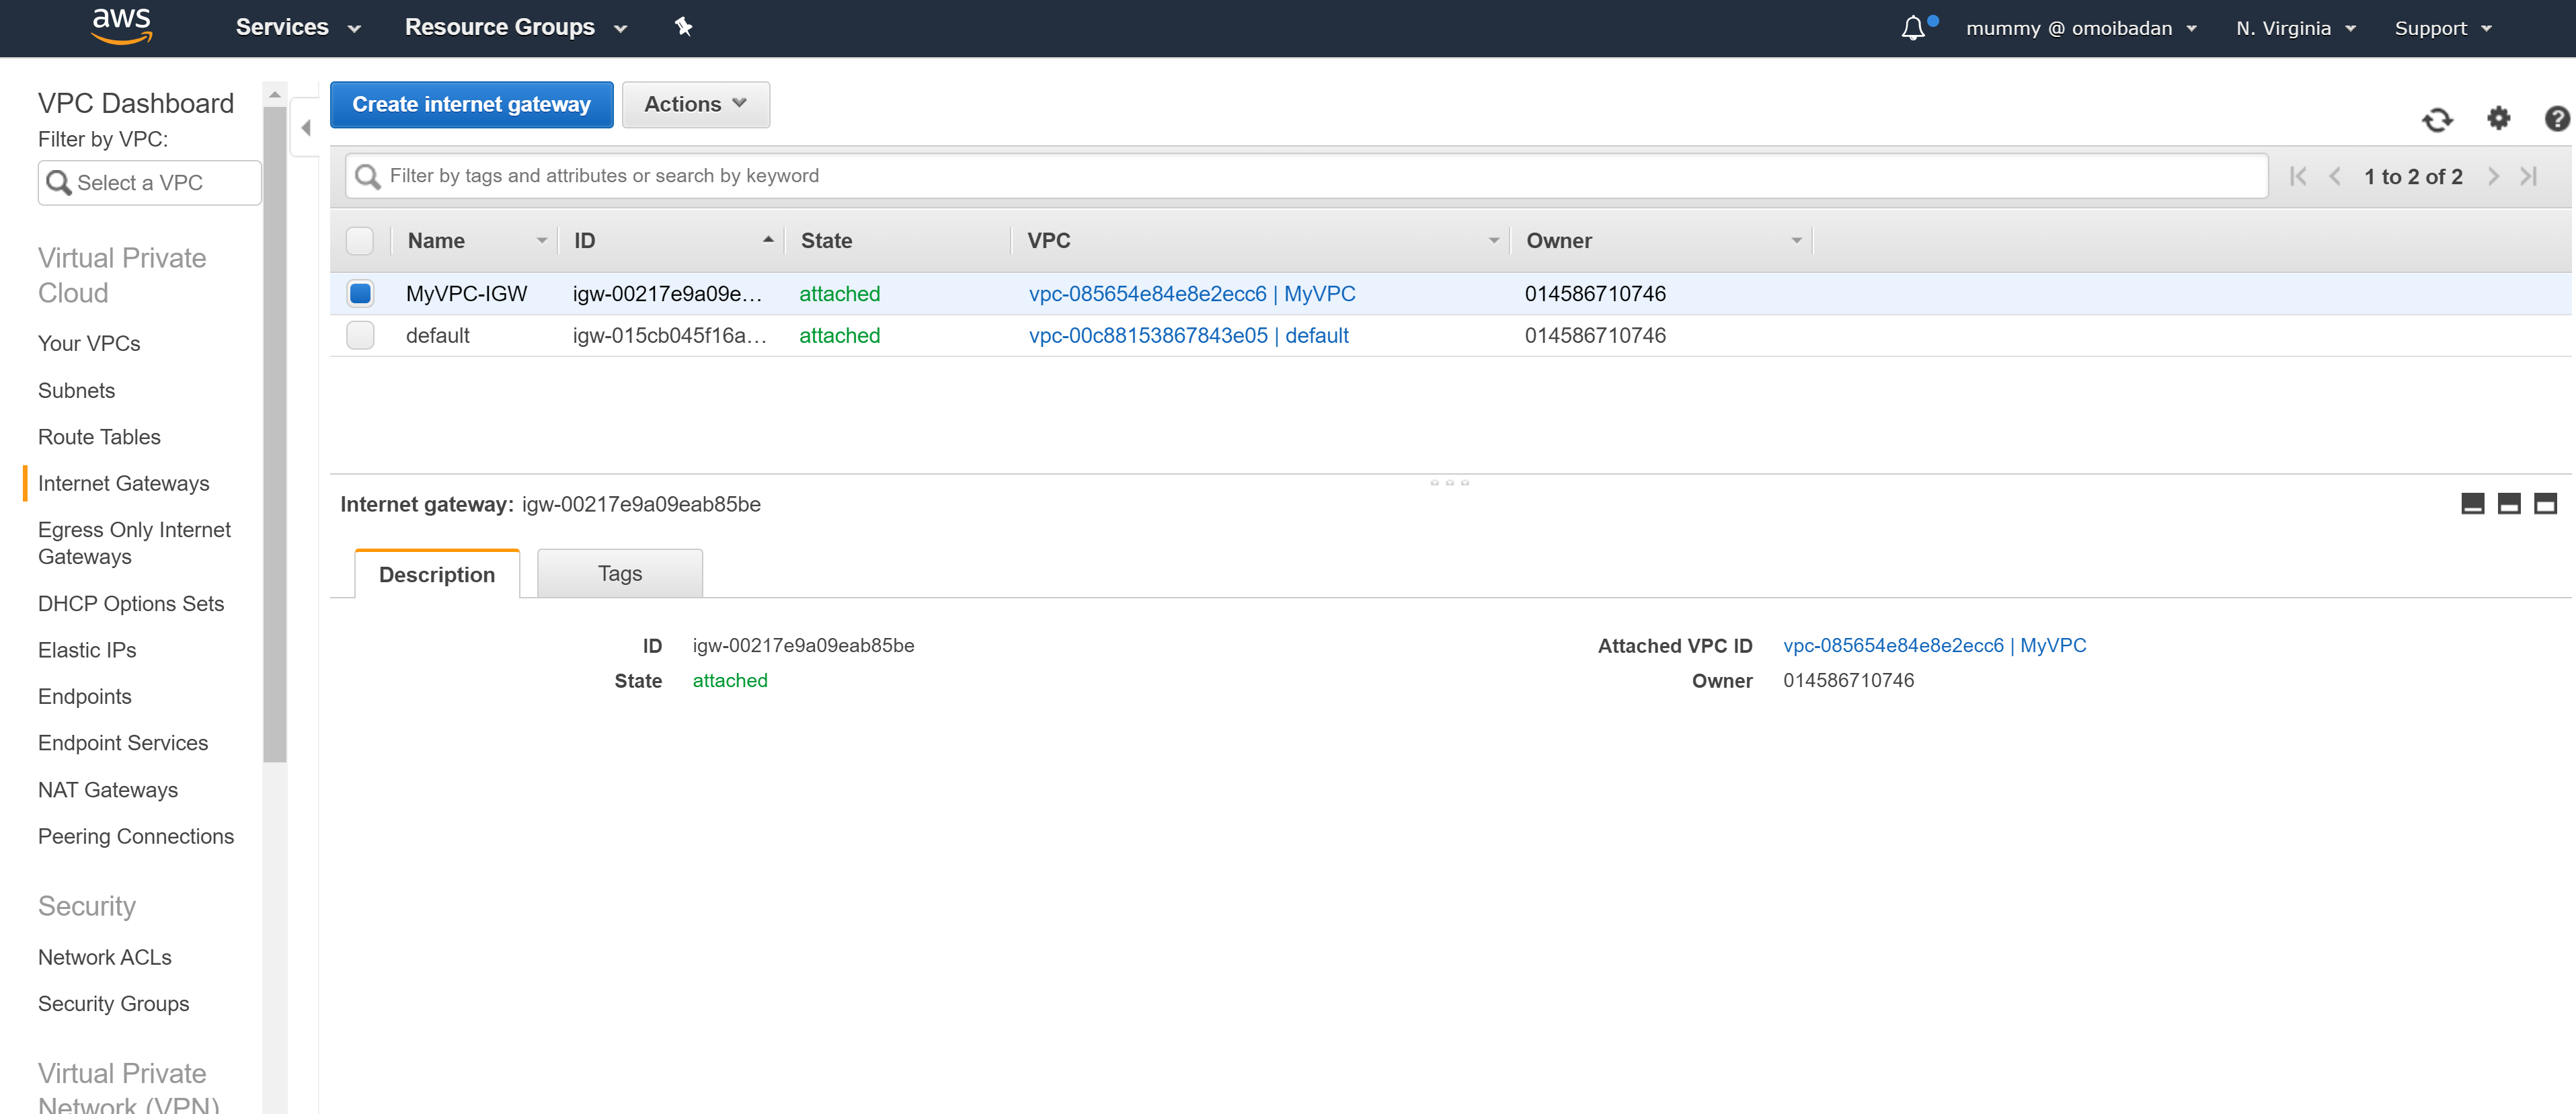 aws Services Resource Groups mummy @ omoibadan N. Virginia Support
VPC Dashboard
Filter by VPC:
Select a VPC
Virtual Private
Cloud
Your VPCs
Subnets
Route Tables
Internet Gateways
Egress Only Internet
Gateways
DHCP Options Sets
Elastic IPs
Endpoints
Endpoint Services
NAT Gateways
Peering Connections
Security
Network ACLs
Security Groups
Virtual Private
Network (VPN)
Create internet gateway Actions
Filter by tags and attributes or search by keyword 1 to 2 of 2
Name ID State VPC Owner
MyVPC-IGW igw-00217e9a09e... attached vpc-085654e84e8e2ecc6 | MyVPC 014586710746
default igw-015cb045f16a... attached vpc-00c88153867843e05 | default 014586710746
Internet gateway: igw-00217e9a09eab85be
Description Tags
ID igw-00217e9a09eab85be Attached VPC ID vpc-085654e84e8e2ecc6 | MyVPC
State attached Owner 014586710746